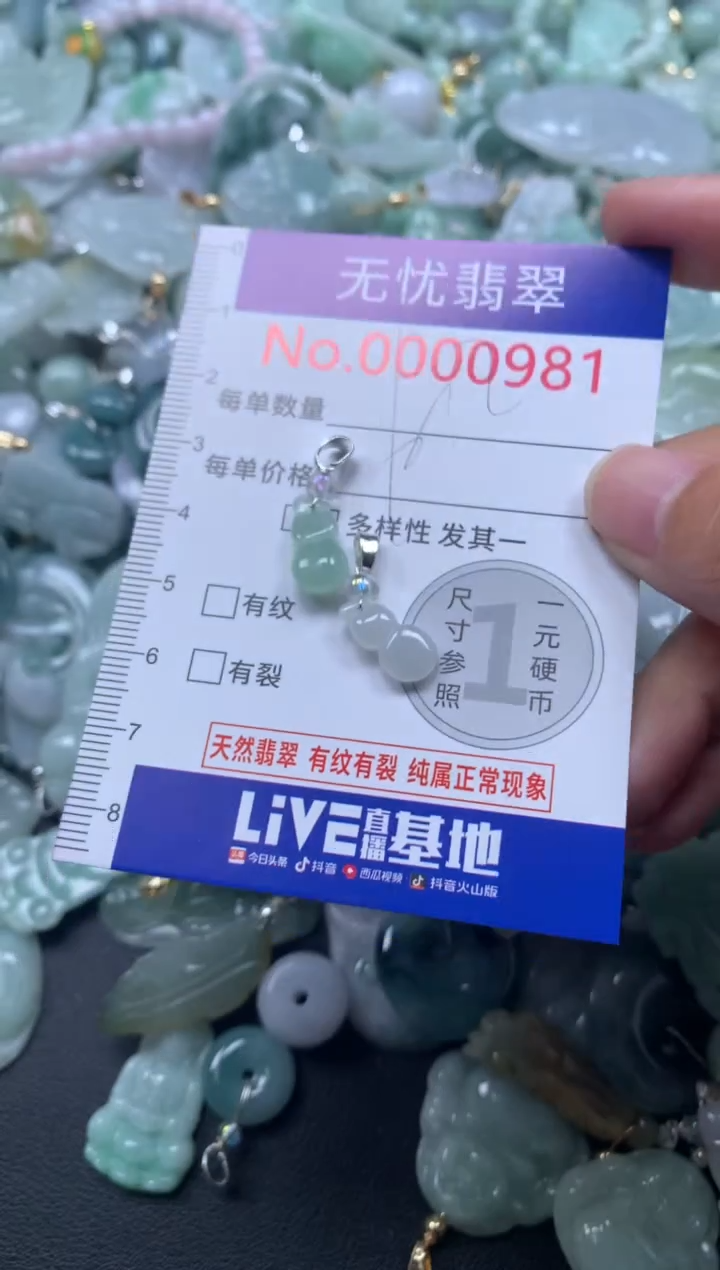 无忧翡翠
No.0000981
每单数量
每单价格
多样性 发其一
有纹
有裂
尺寸参照
1
一元硬币
天然翡翠 有纹有裂 纯属正常现象
LiVE直播基地
今日头条 抖音 西瓜视频 抖音火山版
0
1
2
3
4
5
6
7
8